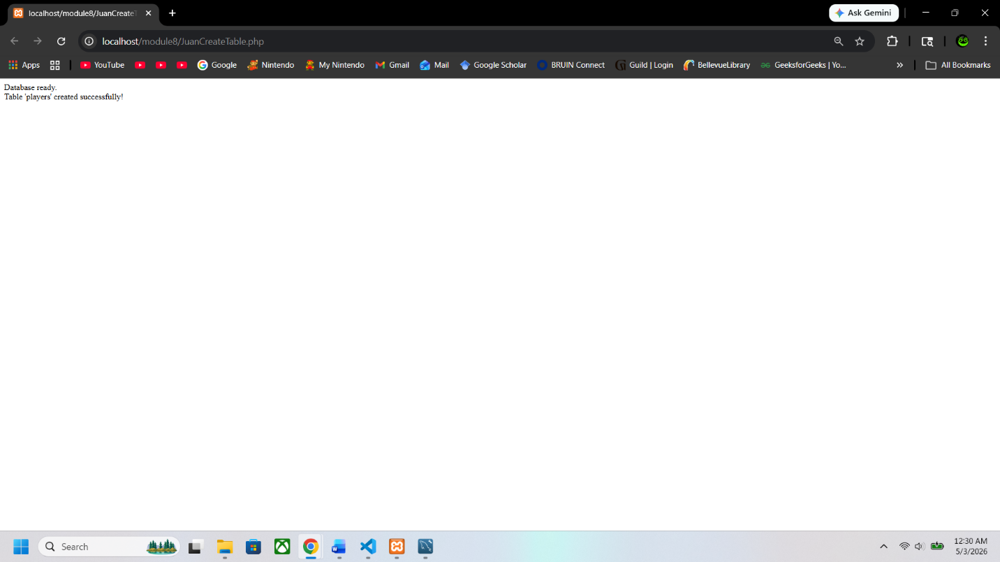 localhost/module8/JuanCreateT
Ask Gemini
localhost/module8/JuanCreateTable.php
Apps YouTube Google Nintendo My Nintendo Gmail Mail Google Scholar BRUIN Connect Guild | Login BellevueLibrary GeeksforGeeks | Yo... » All Bookmarks
Database ready.
Table 'players' created successfully!
Search
12:30 AM
5/3/2026